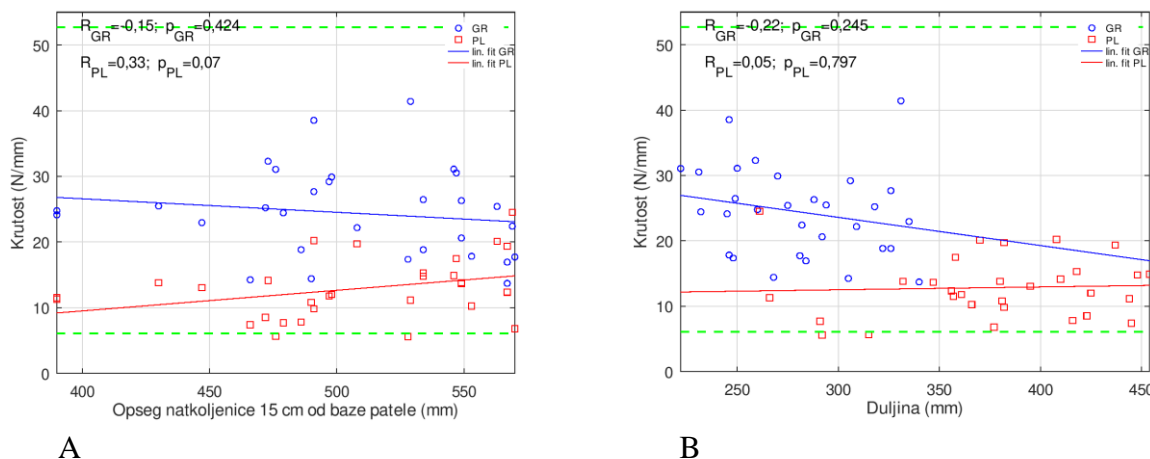 R_GR=-0,15; p_GR=0,424
R_PL=0,33; p_PL=0,07
GR
PL
lin. fit GR
lin. fit PL
50
40
30
20
10
0
Krutost (N/mm)
400
450
500
550
Opseg natkoljenice 15 cm od baze patele (mm)
A
R_GR=-0,22; p_GR=0,245
R_PL=0,05; p_PL=0,797
GR
PL
lin. fit GR
lin. fit PL
50
40
30
20
10
0
Krutost (N/mm)
250
300
350
400
450
Duljina (mm)
B